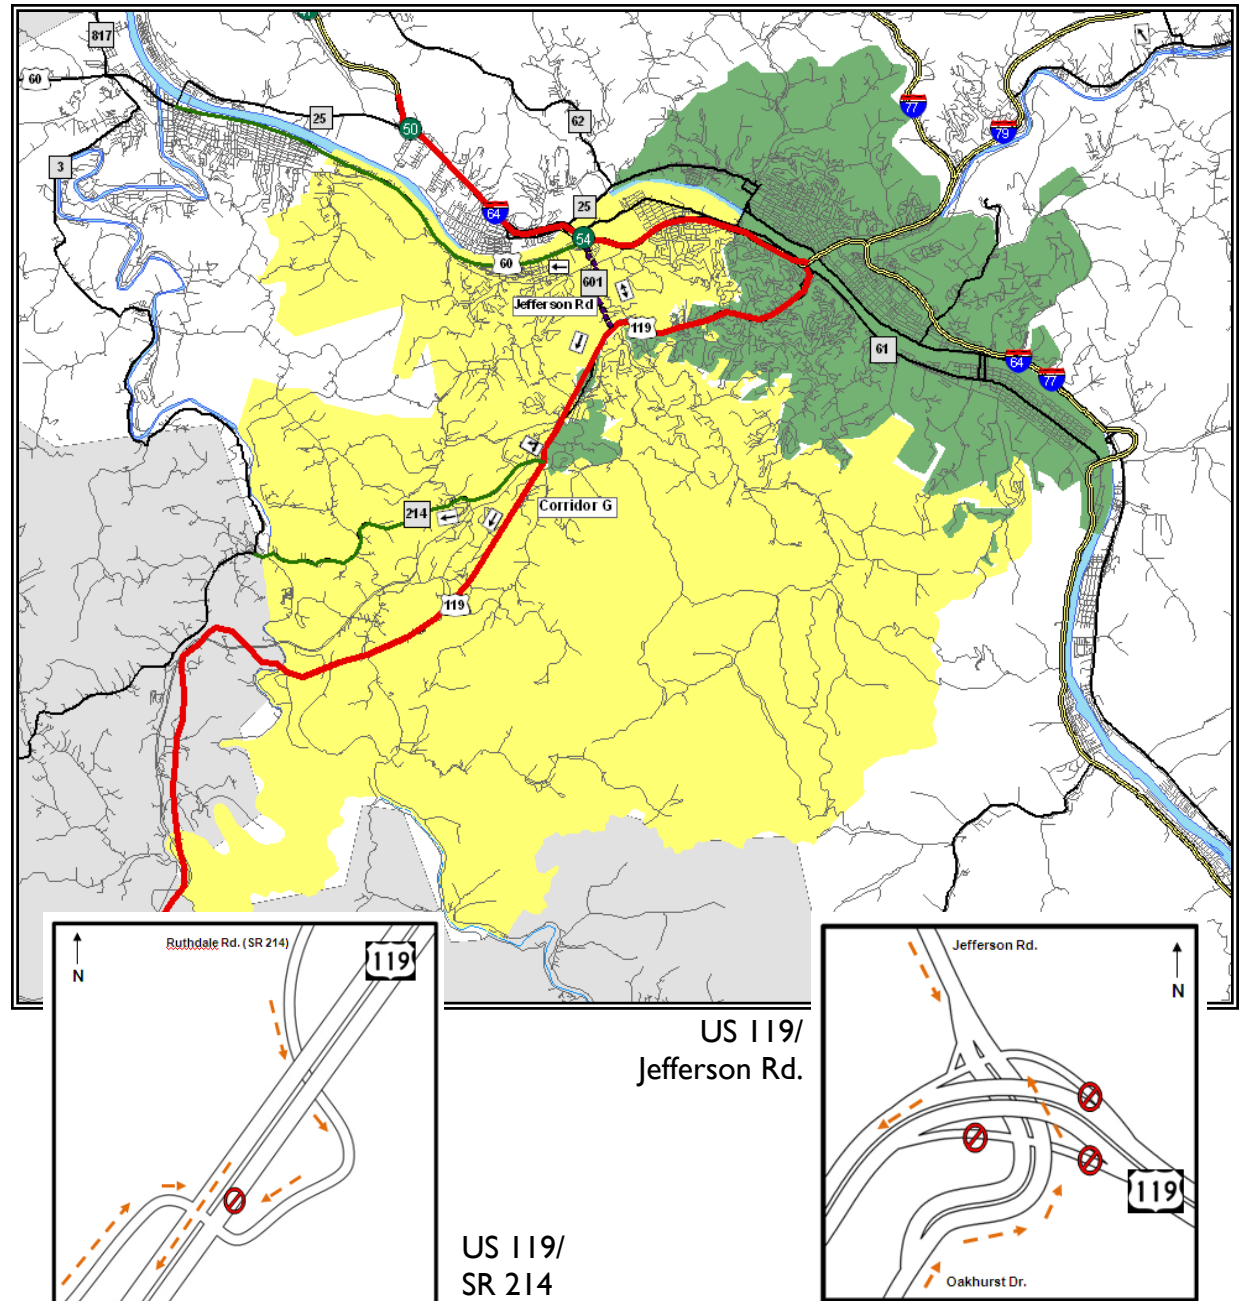 817
60
25
50
62
77
79
3
64
25
54
60
601
Jefferson Rd
119
61
64
77
214
Corridor G
119
Ruthdale Rd. (SR 214)
N
119
US 119/
SR 214
US 119/
Jefferson Rd.
Jefferson Rd.
N
119
Oakhurst Dr.